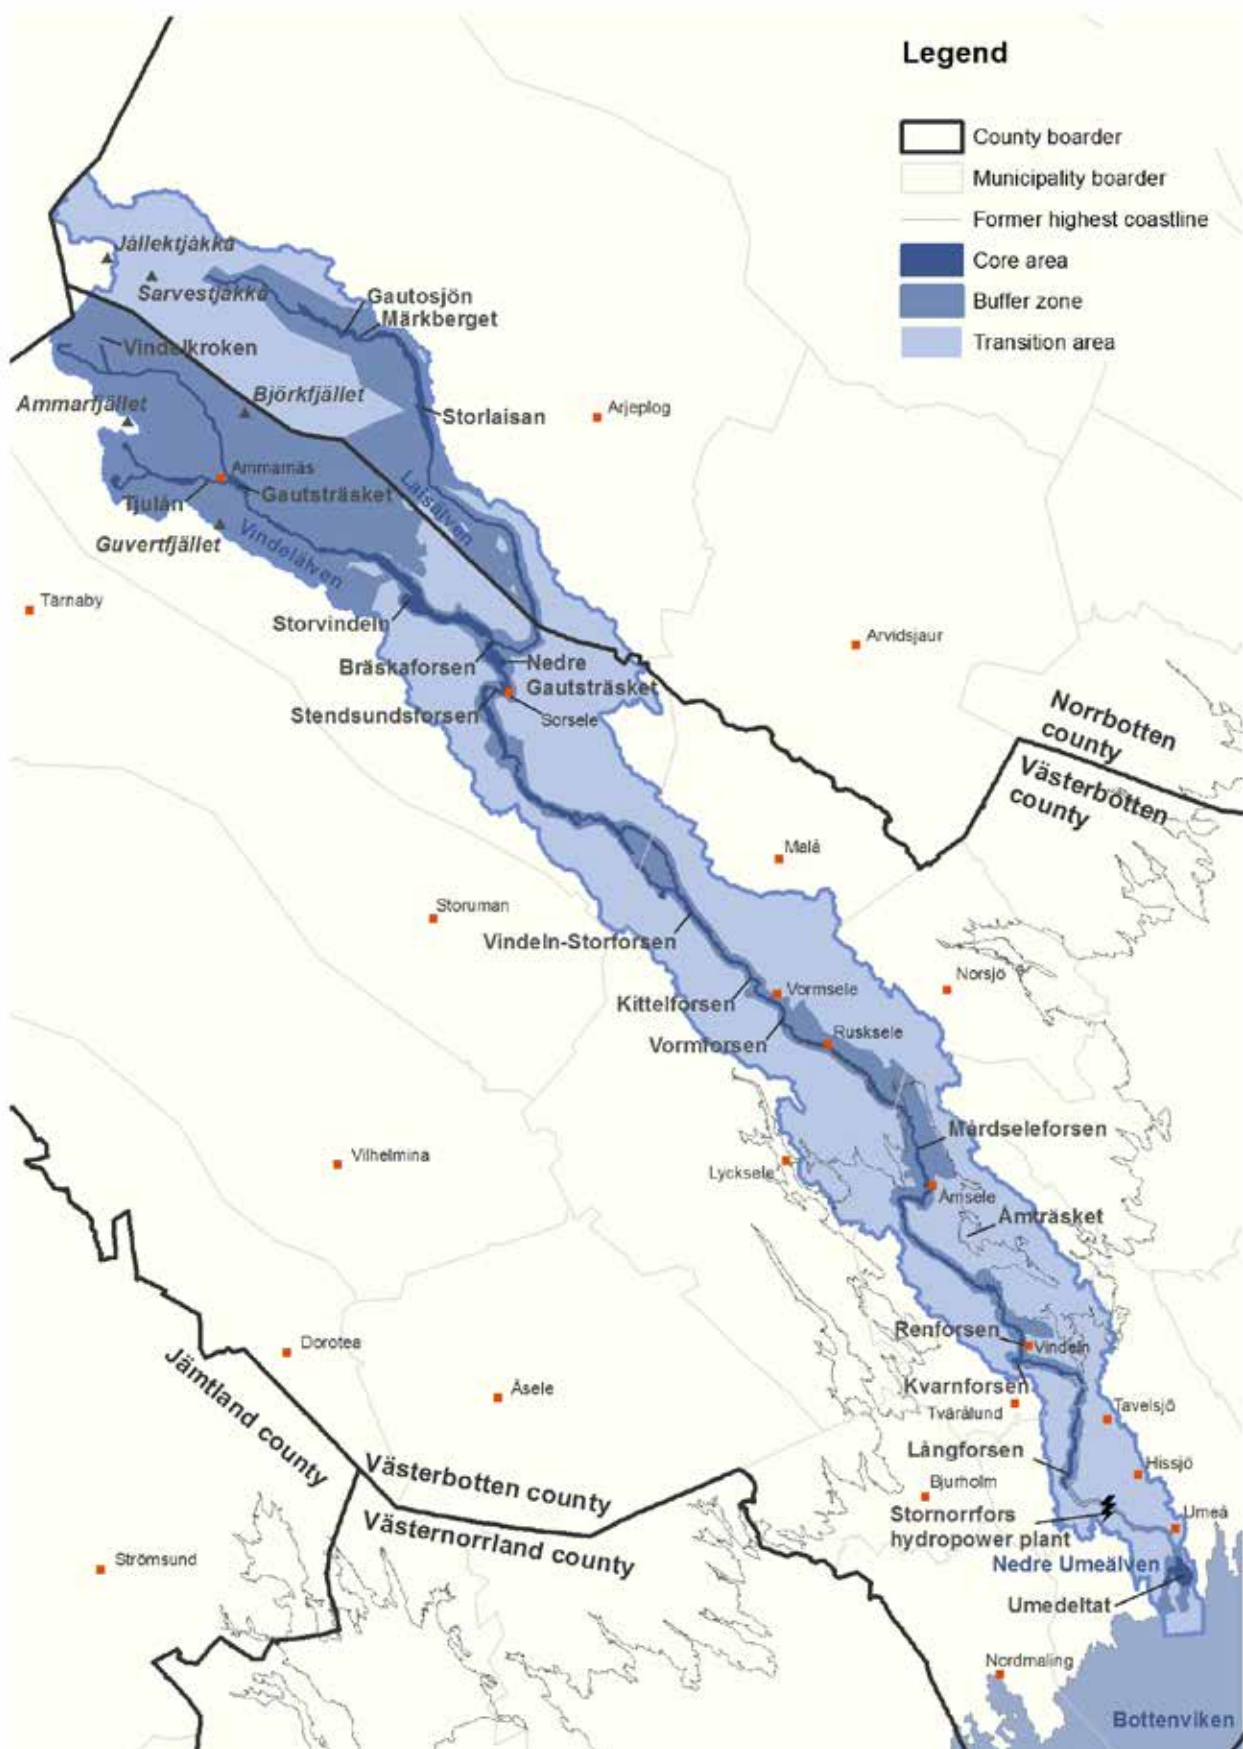 Legend
County boarder
Municipality boarder
Former highest coastline
Core area
Buffer zone
Transition area
Jållektjåkkå
Sarvestjåkkå
Gautosjön
Märkberget
Vindelkroken
Björkfjället
Ammarfjället
Storlaisan
Arjeplog
Ammarnäs
Gautsträsket
Tjulån
Laisälven
Guvertfjället
Vindelälven
Tärnaby
Storvindeln
Arvidsjaur
Bräskaforsen
Nedre
Gautsträsket
Stendsundsforsen
Sorsele
Norrbotten
county
Västerbotten
county
Malå
Storuman
Vindeln-Storforsen
Norsjö
Vormsele
Kittelforsen
Rusksele
Vormforsen
Mårdseleforsen
Vilhelmina
Lycksele
Åmsele
Åmträsket
Renforsen
Vindeln
Dorotea
Jämtland county
Åsele
Kvarnforsen
Tvärålund
Tavelsjö
Långforsen
Hissjö
Västerbotten county
Bjurholm
Stornorrfors
hydropower plant
Umeå
Västernorrland county
Strömsund
Nedre Umeälven
Umedeltat
Nordmaling
Bottenviken